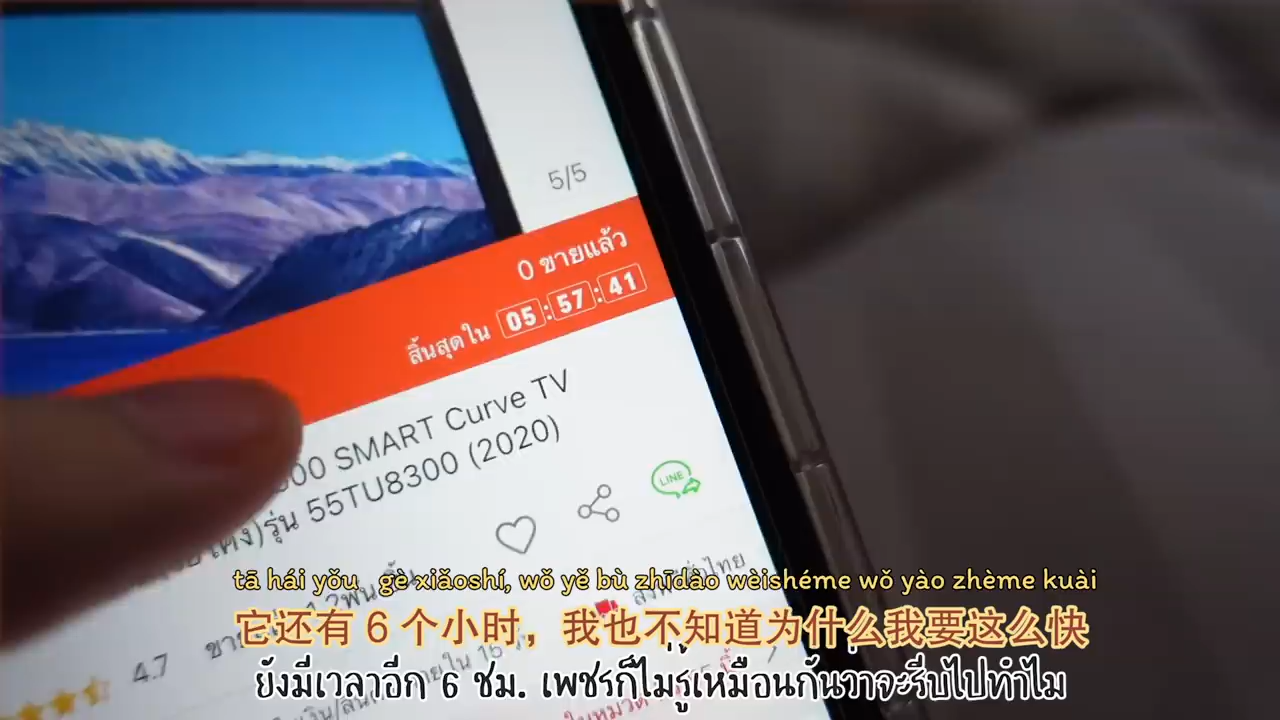 5/5
0 ขายแล้ว
สิ้นสุดใน 05:57:41
00 SMART Curve TV
โค้ง)รุ่น 55TU8300 (2020)
LINE
tā hái yǒu gè xiǎoshí, wǒ yě bù zhīdào wèishéme wǒ yào zhème kuài
它还有 6 个小时，我也不知道为什么我要这么快
4.7
ยังมีเวลาอีก 6 ชม. เพชรก็ไม่รู้เหมือนกันว่าจะรีบไปทำไม